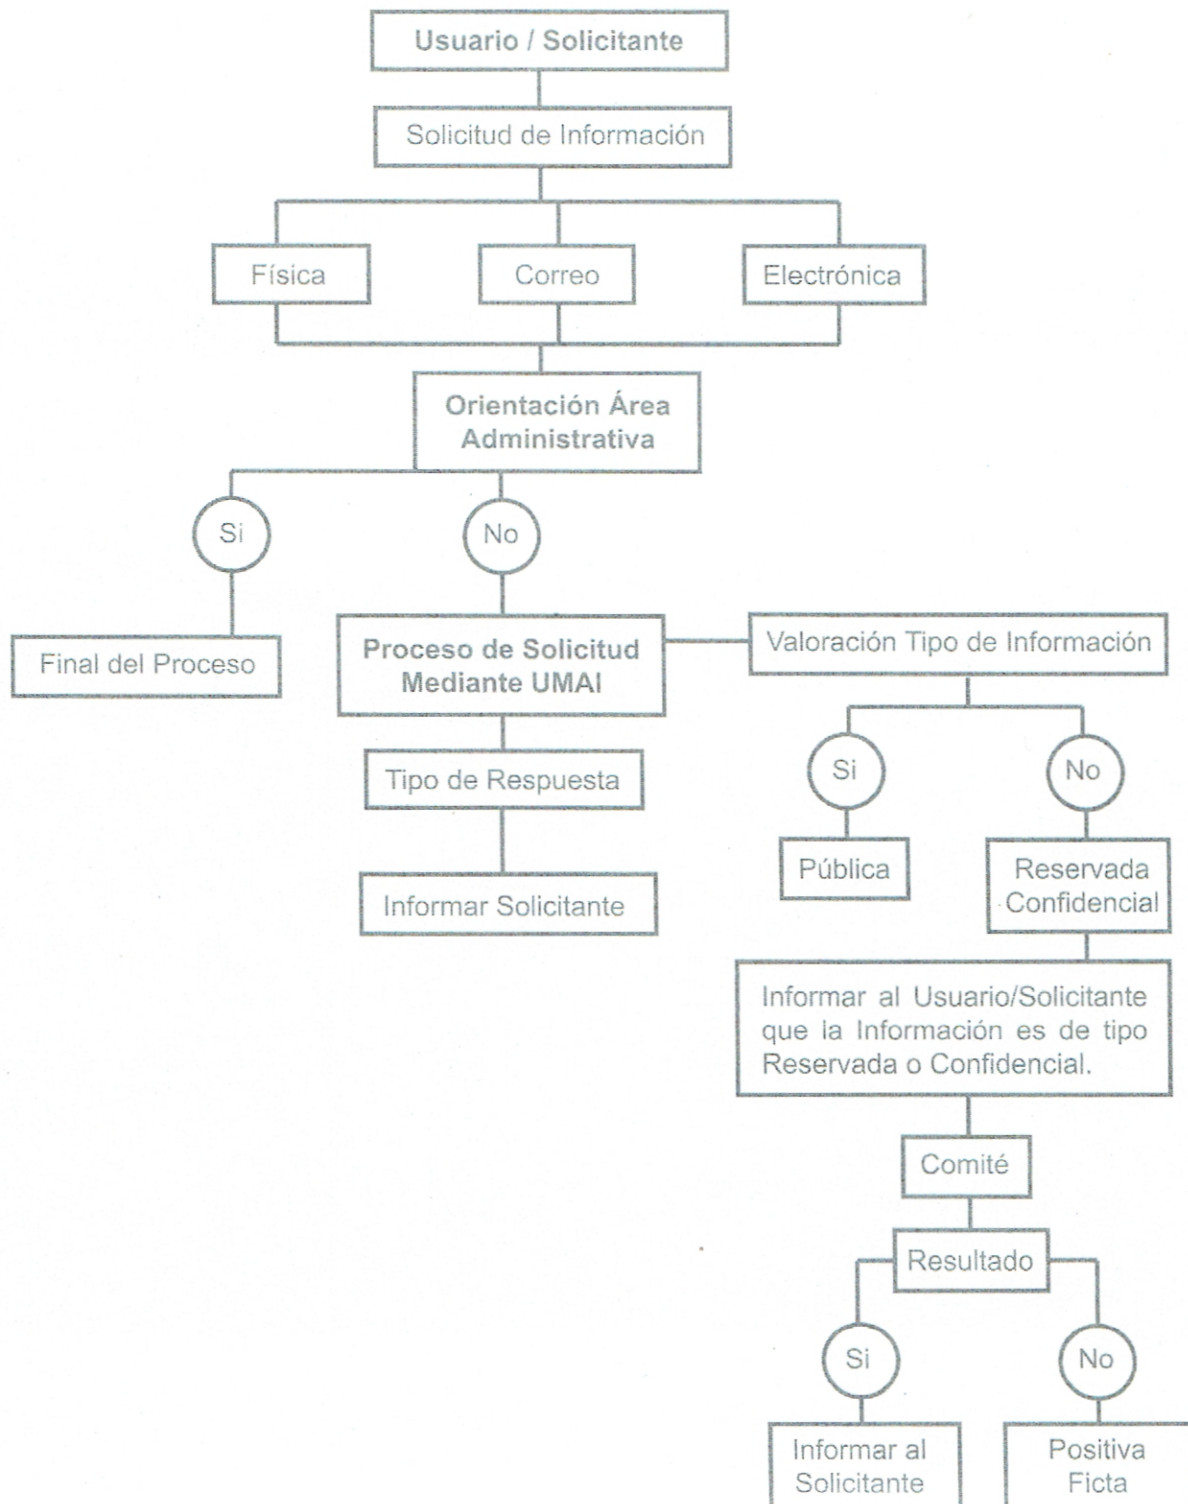 Usuario / Solicitante
Solicitud de Información
Física
Correo
Electrónica
Orientación Área
Administrativa
Si
No
Final del Proceso
Proceso de Solicitud
Mediante UMAI
Valoración Tipo de Información
Tipo de Respuesta
Si
No
Informar Solicitante
Pública
Reservada
Confidencial
Informar al Usuario/Solicitante
que la Información es de tipo
Reservada o Confidencial.
Comité
Resultado
Si
No
Informar al
Solicitante
Positiva
Ficta